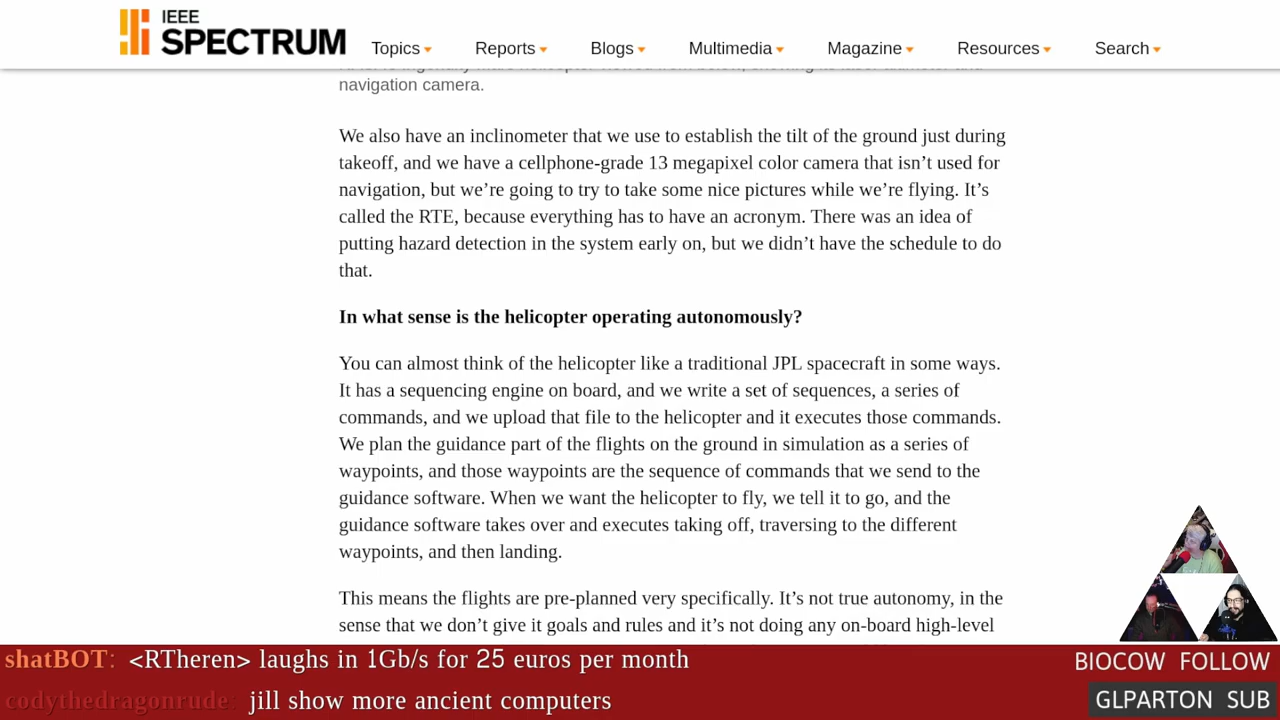 IEEE
SPECTRUM
Topics
Reports
Blogs
Multimedia
Magazine
Resources
Search
navigation camera.
We also have an inclinometer that we use to establish the tilt of the ground just during
takeoff, and we have a cellphone-grade 13 megapixel color camera that isn’t used for
navigation, but we’re going to try to take some nice pictures while we’re flying. It’s
called the RTE, because everything has to have an acronym. There was an idea of
putting hazard detection in the system early on, but we didn’t have the schedule to do
that.
In what sense is the helicopter operating autonomously?
You can almost think of the helicopter like a traditional JPL spacecraft in some ways.
It has a sequencing engine on board, and we write a set of sequences, a series of
commands, and we upload that file to the helicopter and it executes those commands.
We plan the guidance part of the flights on the ground in simulation as a series of
waypoints, and those waypoints are the sequence of commands that we send to the
guidance software. When we want the helicopter to fly, we tell it to go, and the
guidance software takes over and executes taking off, traversing to the different
waypoints, and then landing.
This means the flights are pre-planned very specifically. It’s not true autonomy, in the
sense that we don’t give it goals and rules and it’s not doing any on-board high-level
shatBOT: <RTheren> laughs in 1Gb/s for 25 euros per month
codythedragonrude: jill show more ancient computers
BIOCOW FOLLOW
GLPARTON SUB